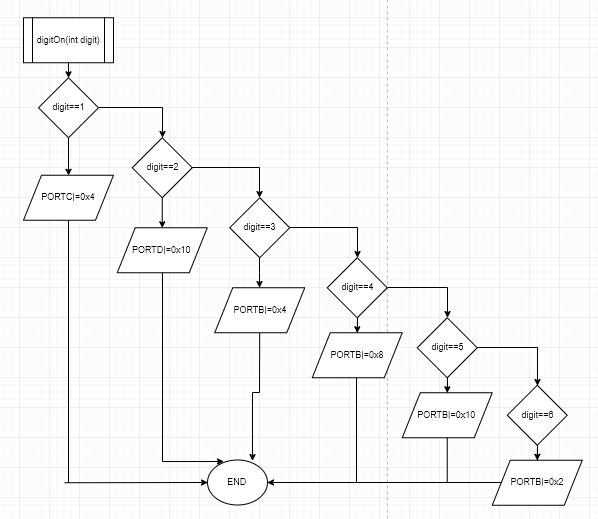 digitOn(int digit)
digit==1
digit==2
PORTC|=0x4
digit==3
PORTD|=0x10
digit==4
PORTB|=0x4
digit==5
PORTB|=0x8
digit==6
PORTB|=0x10
END
PORTB|=0x2